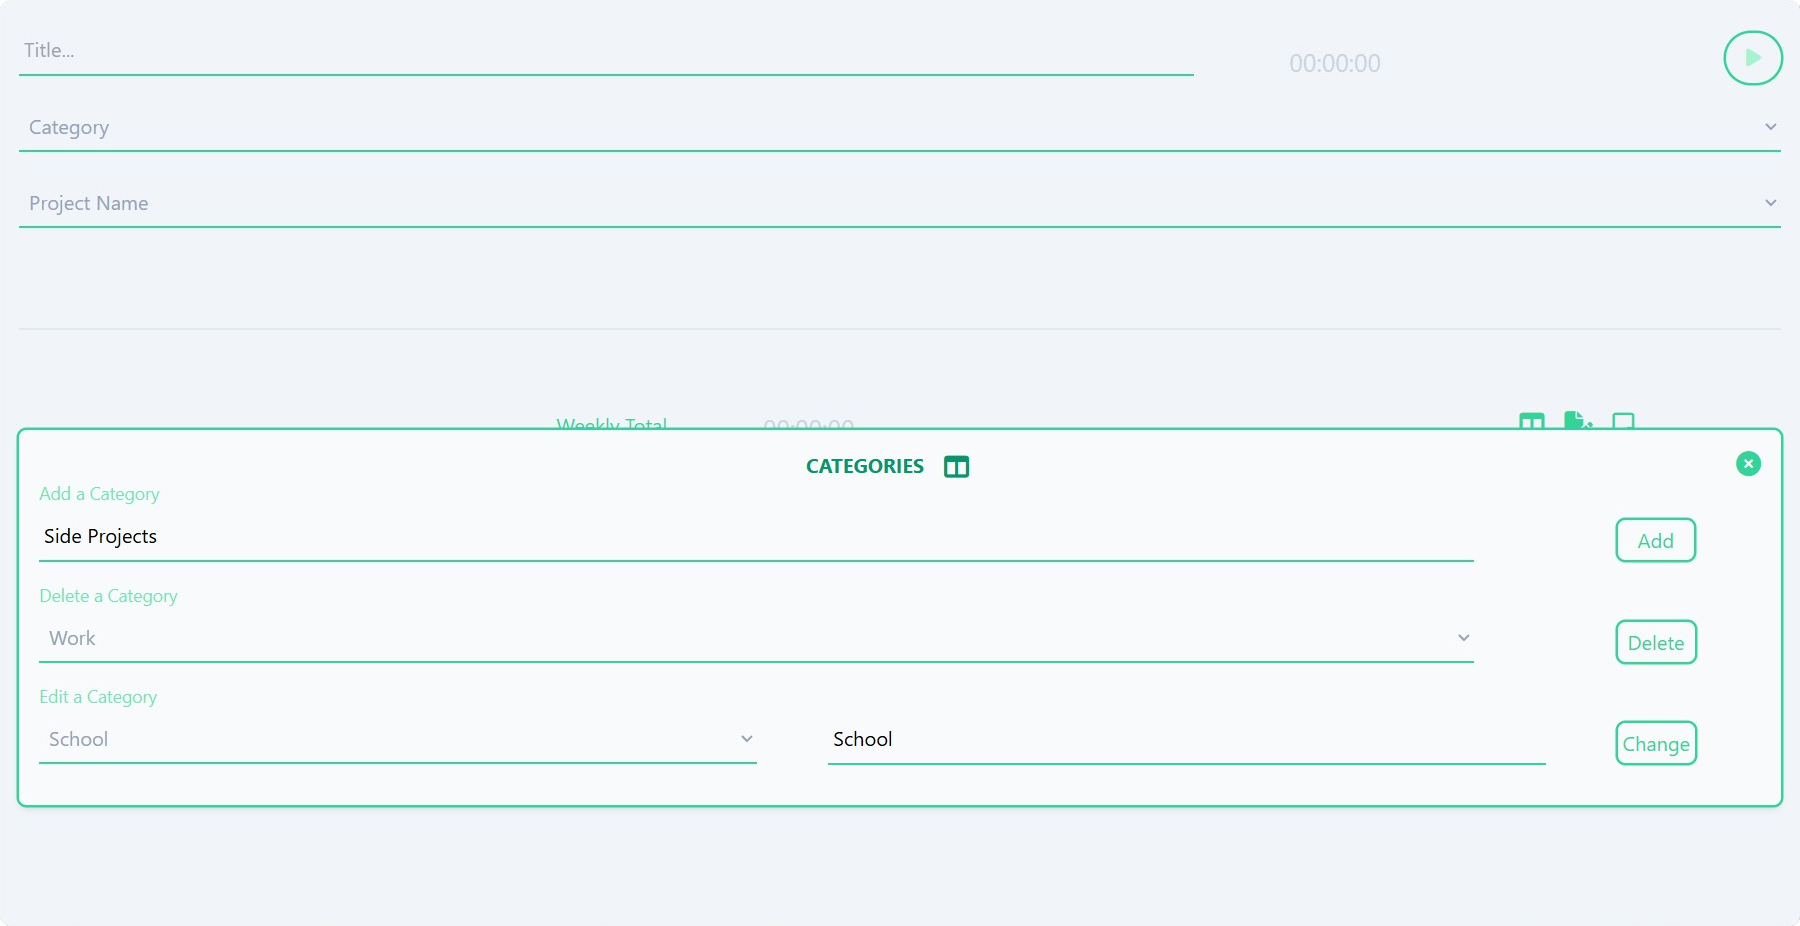 Title...
00:00:00
Category
Project Name
Weekly Total
00:00:00
CATEGORIES
Add a Category
Side Projects
Add
Delete a Category
Work
Delete
Edit a Category
School
School
Change